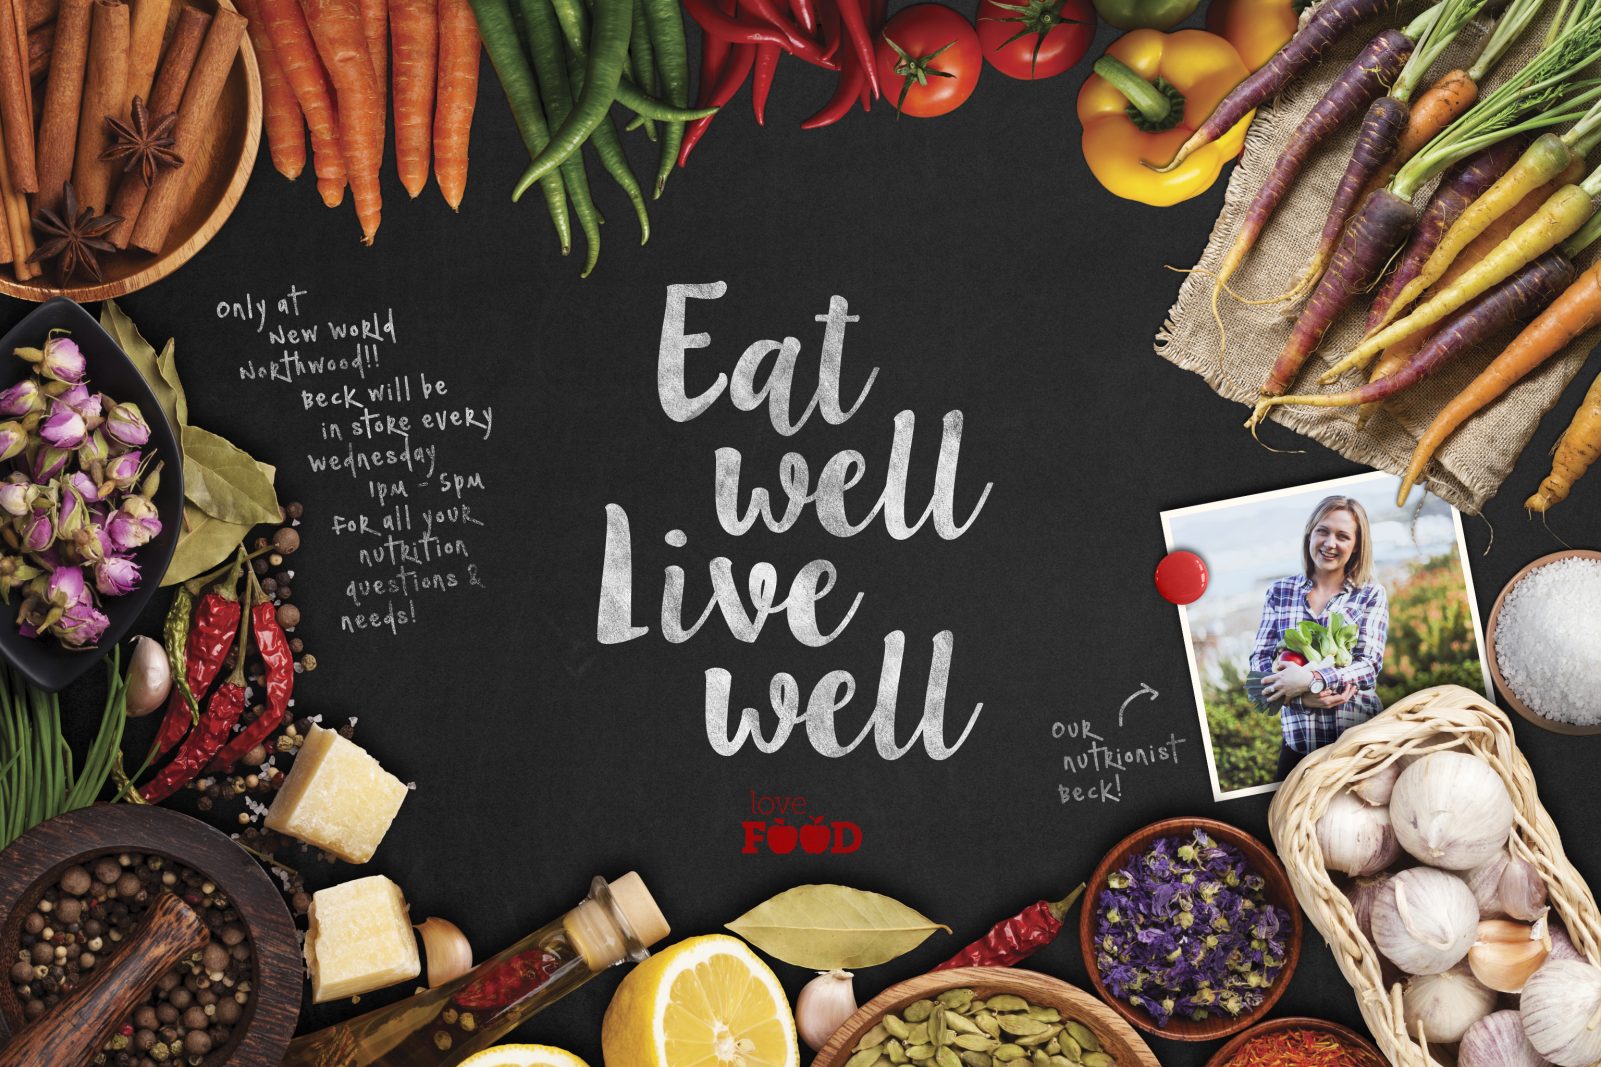 Only at
New World
Northwood!!
Beck will be
in store every
Wednesday
1pm - 5pm
for all your
nutrition
questions &
needs!
Eat
well
Live
well
love
FOOD
our
nutrionist
Beck!